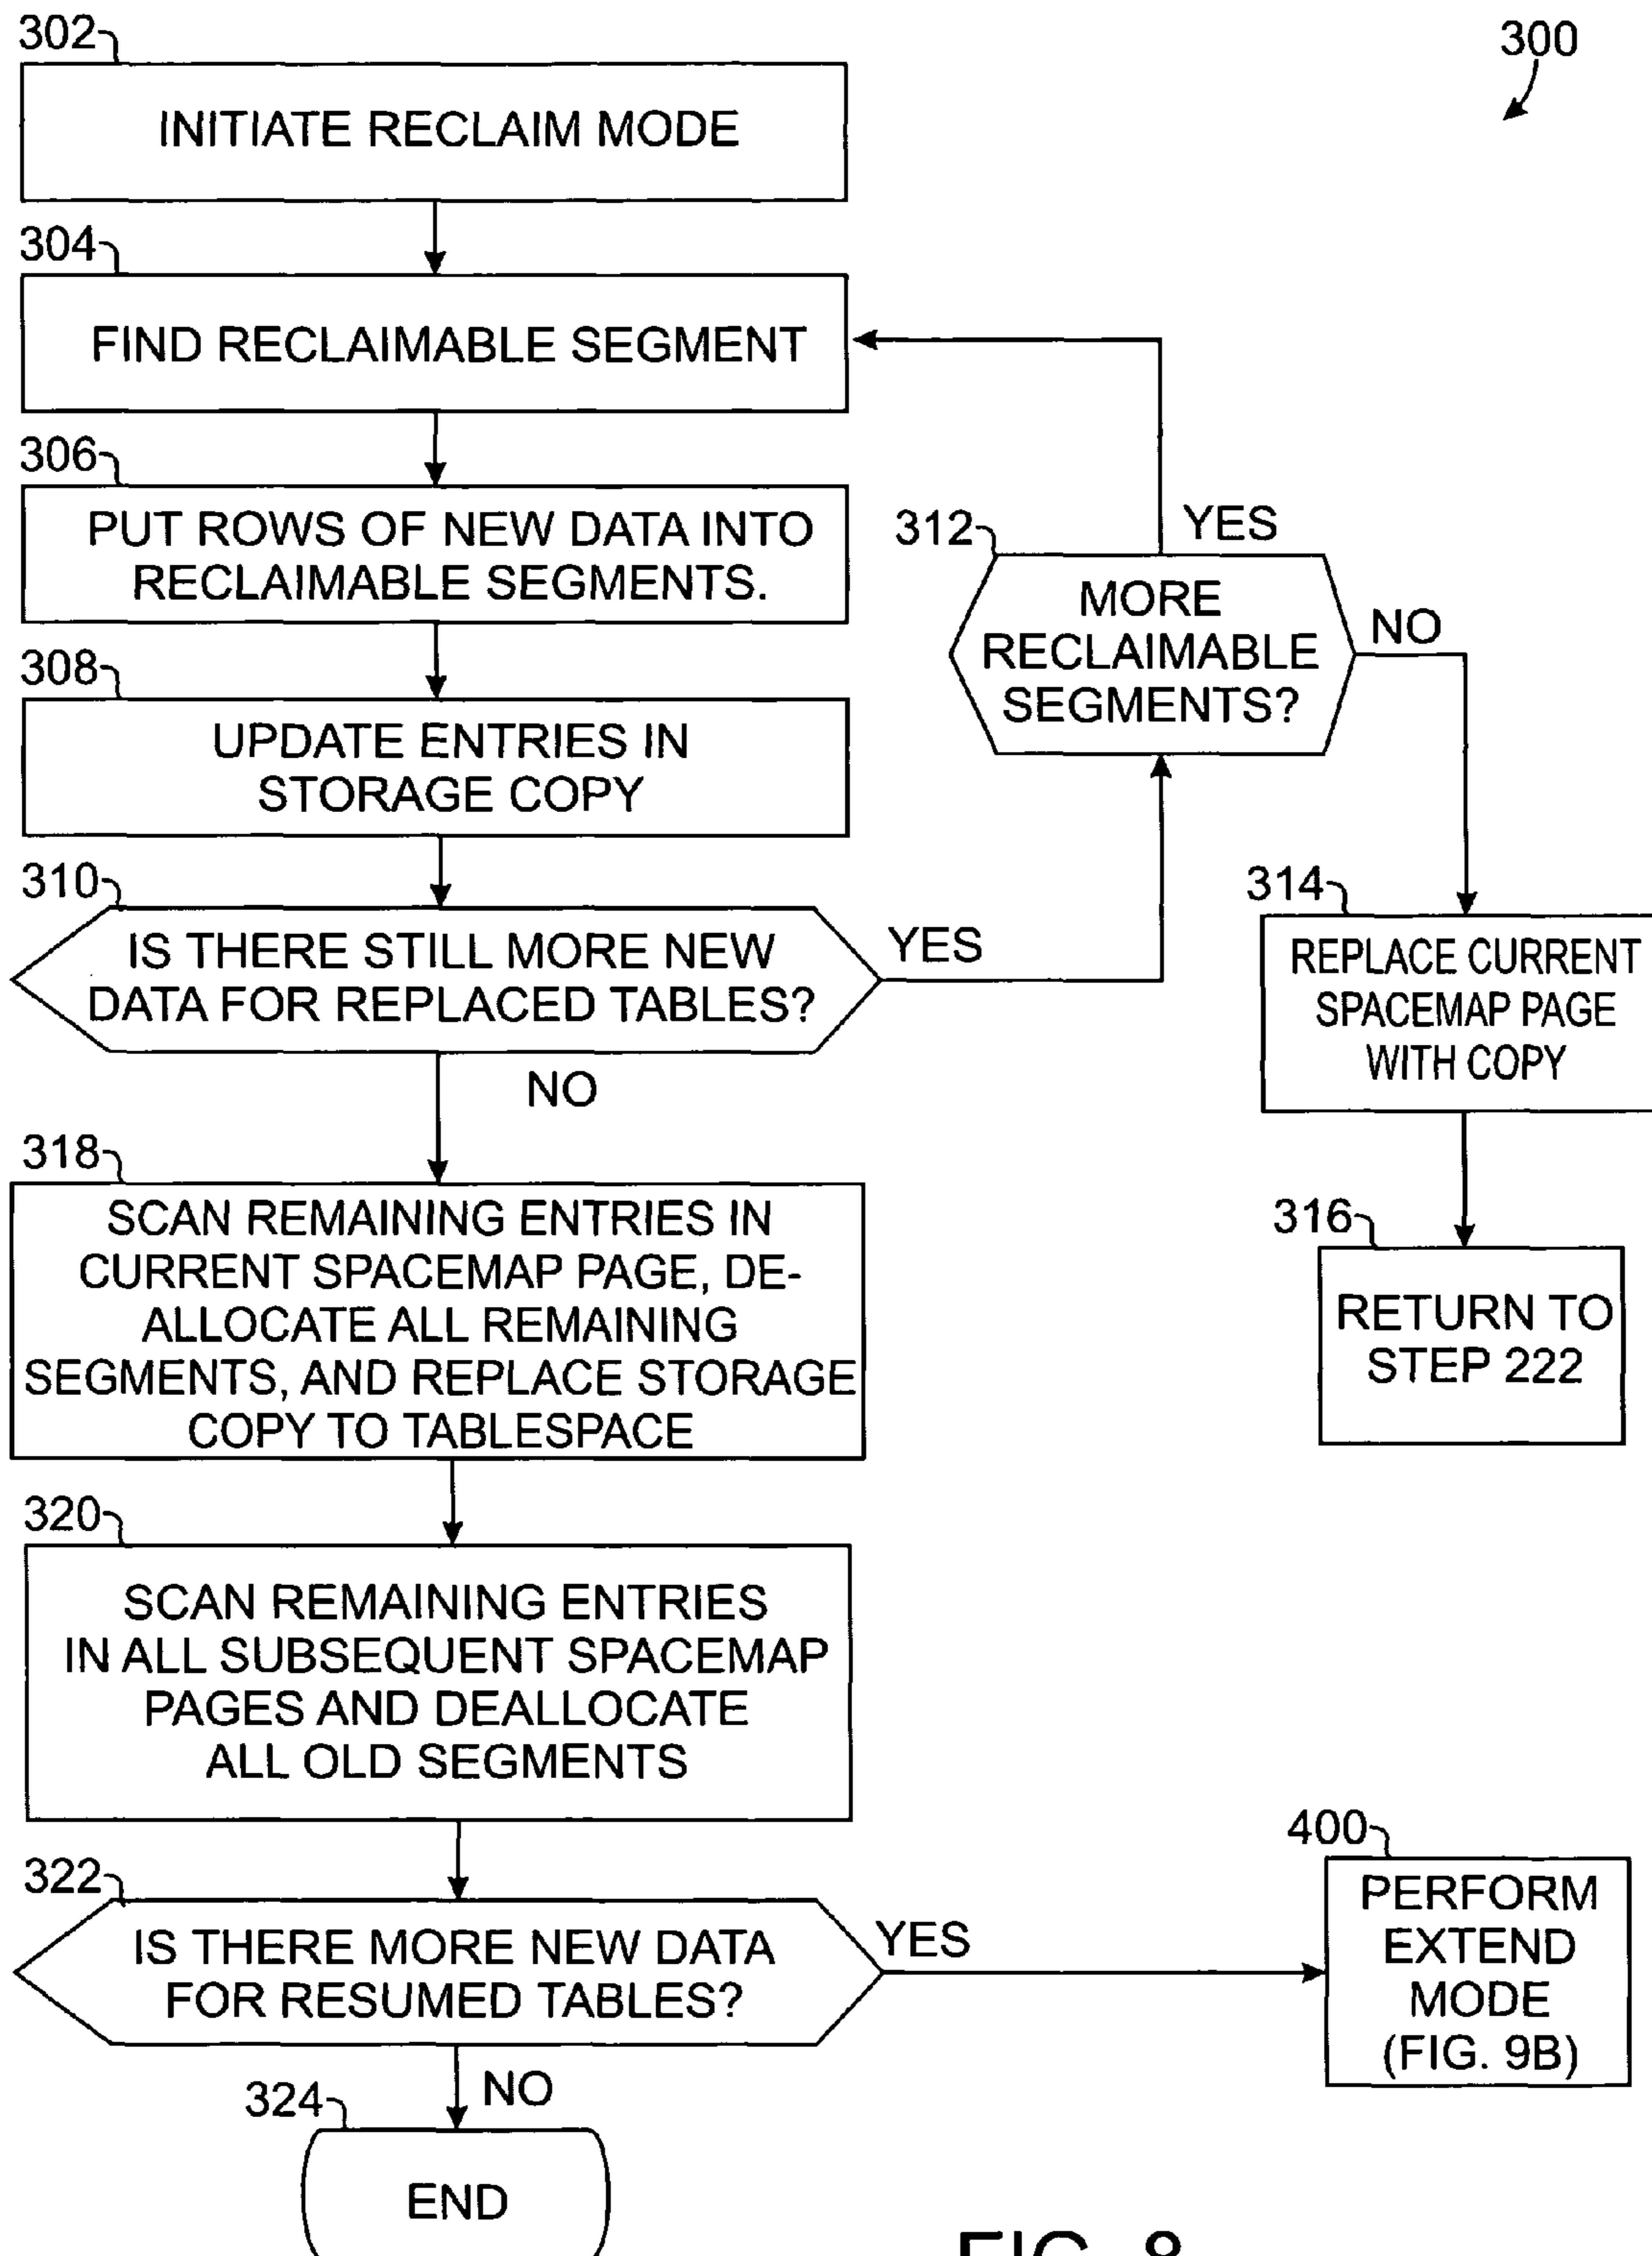 302
300
INITIATE RECLAIM MODE
304
FIND RECLAIMABLE SEGMENT
306
PUT ROWS OF NEW DATA INTO
RECLAIMABLE SEGMENTS.
312
YES
MORE
RECLAIMABLE
SEGMENTS?
NO
308
UPDATE ENTRIES IN
STORAGE COPY
310
IS THERE STILL MORE NEW
DATA FOR REPLACED TABLES?
YES
NO
314
REPLACE CURRENT
SPACEMAP PAGE
WITH COPY
316
RETURN TO
STEP 222
318
SCAN REMAINING ENTRIES IN
CURRENT SPACEMAP PAGE, DE-
ALLOCATE ALL REMAINING
SEGMENTS, AND REPLACE STORAGE
COPY TO TABLESPACE
320
SCAN REMAINING ENTRIES
IN ALL SUBSEQUENT SPACEMAP
PAGES AND DEALLOCATE
ALL OLD SEGMENTS
322
IS THERE MORE NEW DATA
FOR RESUMED TABLES?
YES
400
PERFORM
EXTEND
MODE
(FIG. 9B)
NO
324
END
FIG. 8